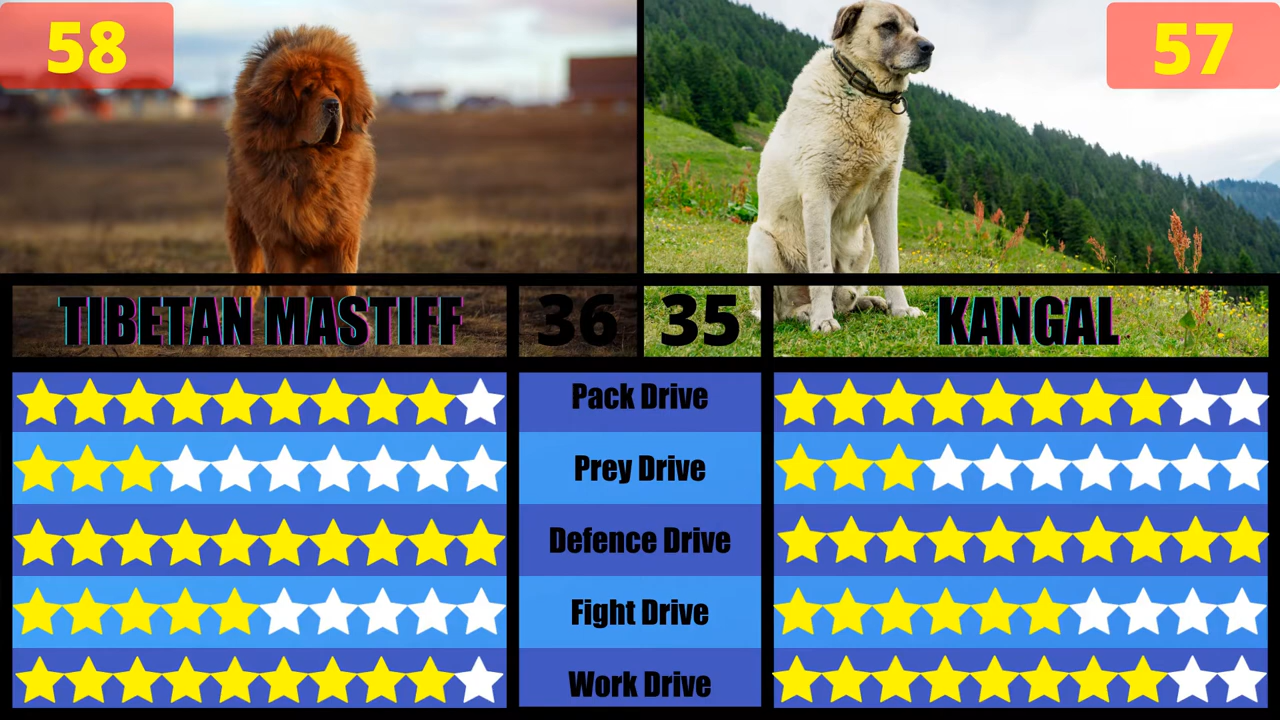 58
57
TIBETAN MASTIFF
36
35
KANGAL
Pack Drive
Prey Drive
Defence Drive
Fight Drive
Work Drive